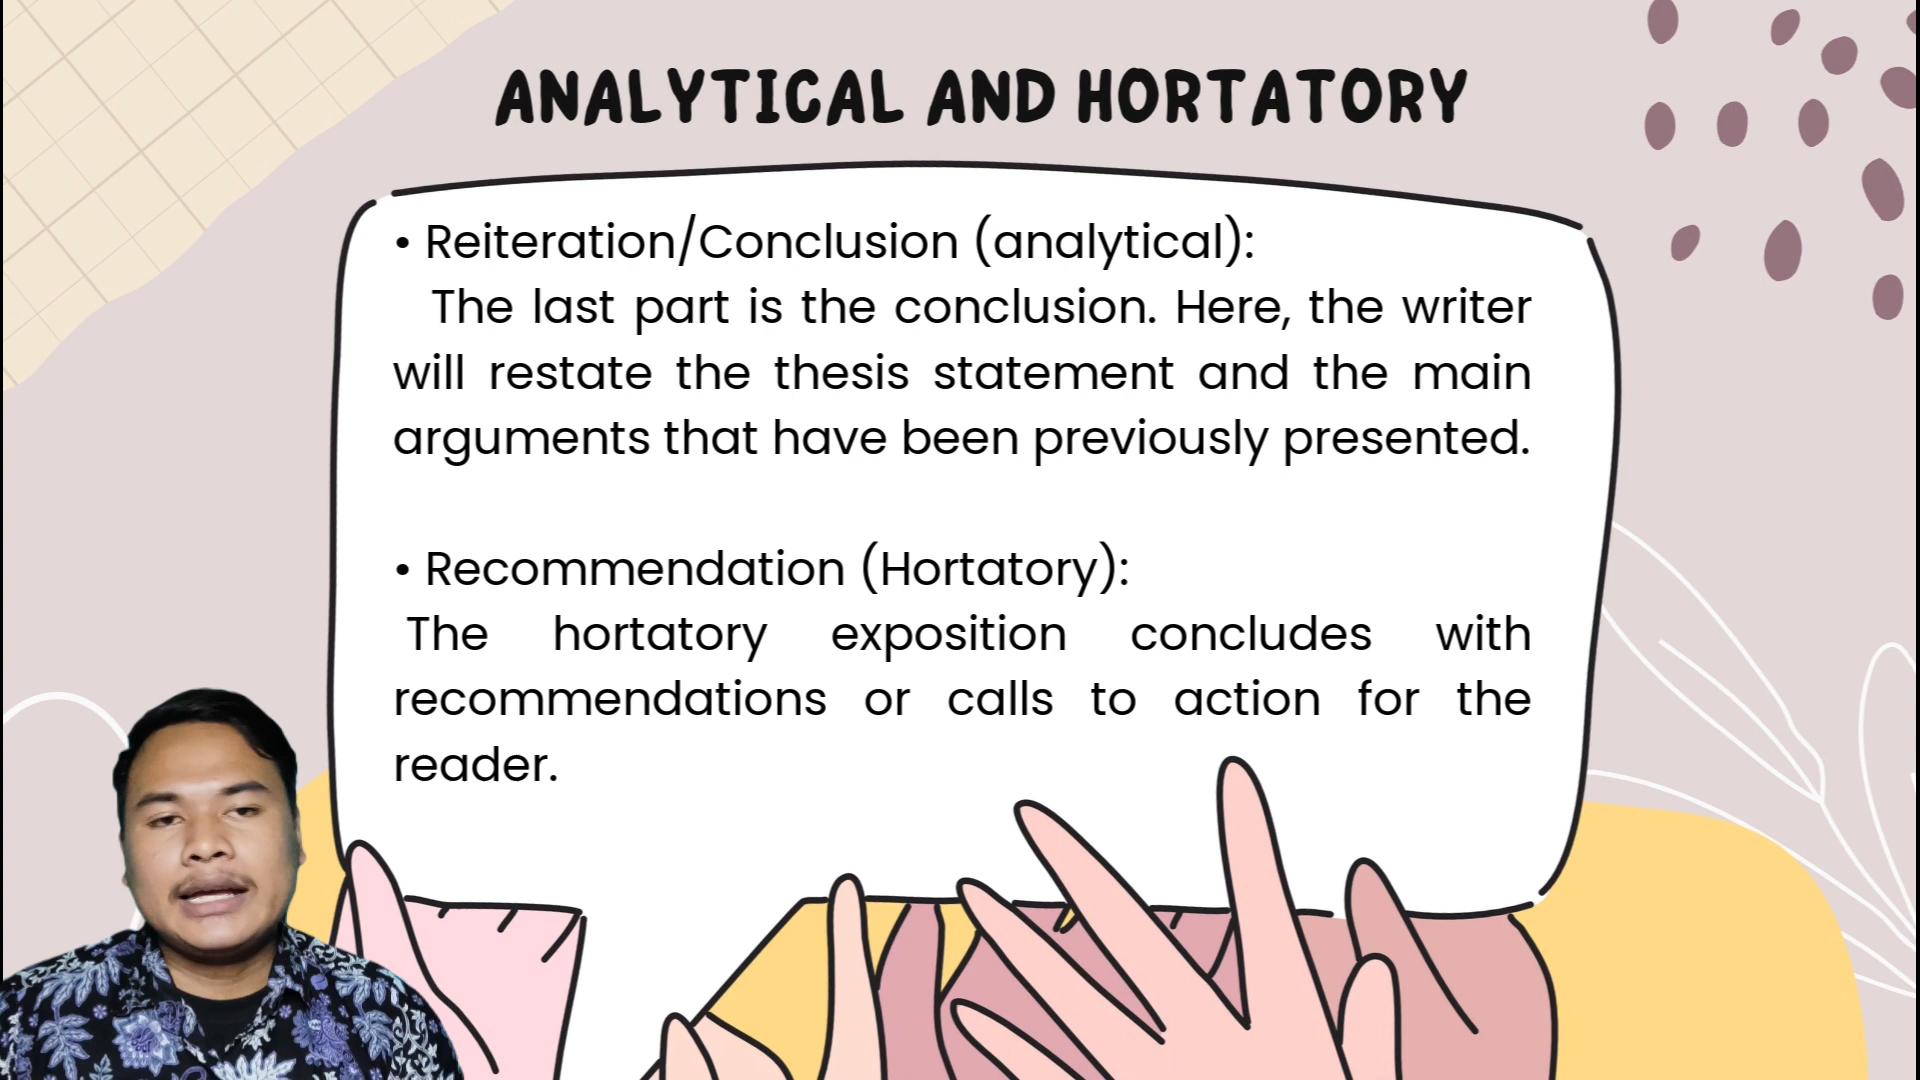 ANALYTICAL AND HORTATORY
• Reiteration/Conclusion (analytical):
The last part is the conclusion. Here, the writer
will restate the thesis statement and the main
arguments that have been previously presented.
• Recommendation (Hortatory):
The hortatory exposition concludes with
recommendations or calls to action for the
reader.